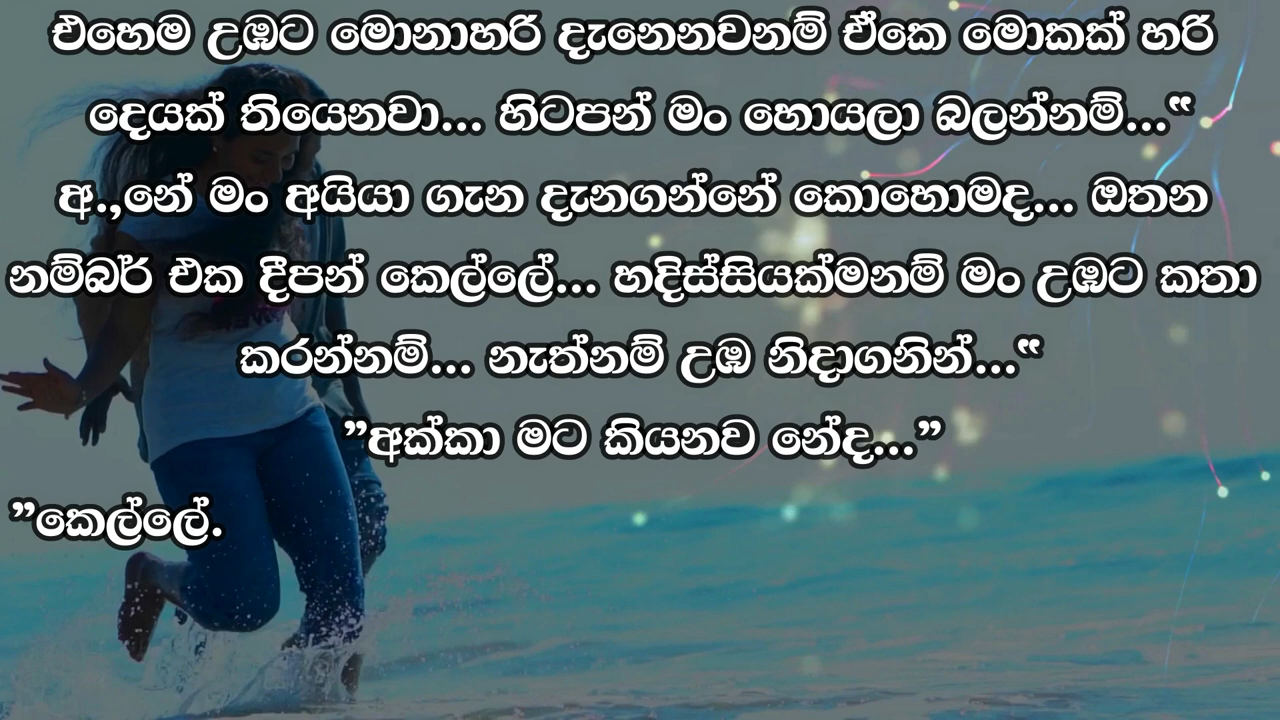 එහෙම උඹට මොනාහරි දැනෙනවනම් ඒකෙ මොකක් හරි
දෙයක් තියෙනවා... හිටපන් මං හොයලා බලන්නම්...“
අ.,නේ මං අයියා ගැන දැනගන්නේ කොහොමද... ඔතන
නම්බර් එක දීපන් කෙල්ලේ... හදිස්සියක්මනම් මං උඹට කතා
කරන්නම්... නැත්නම් උඹ නිදාගනින්...“
”අක්කා මට කියනව නේද...”
”කෙල්ලේ.